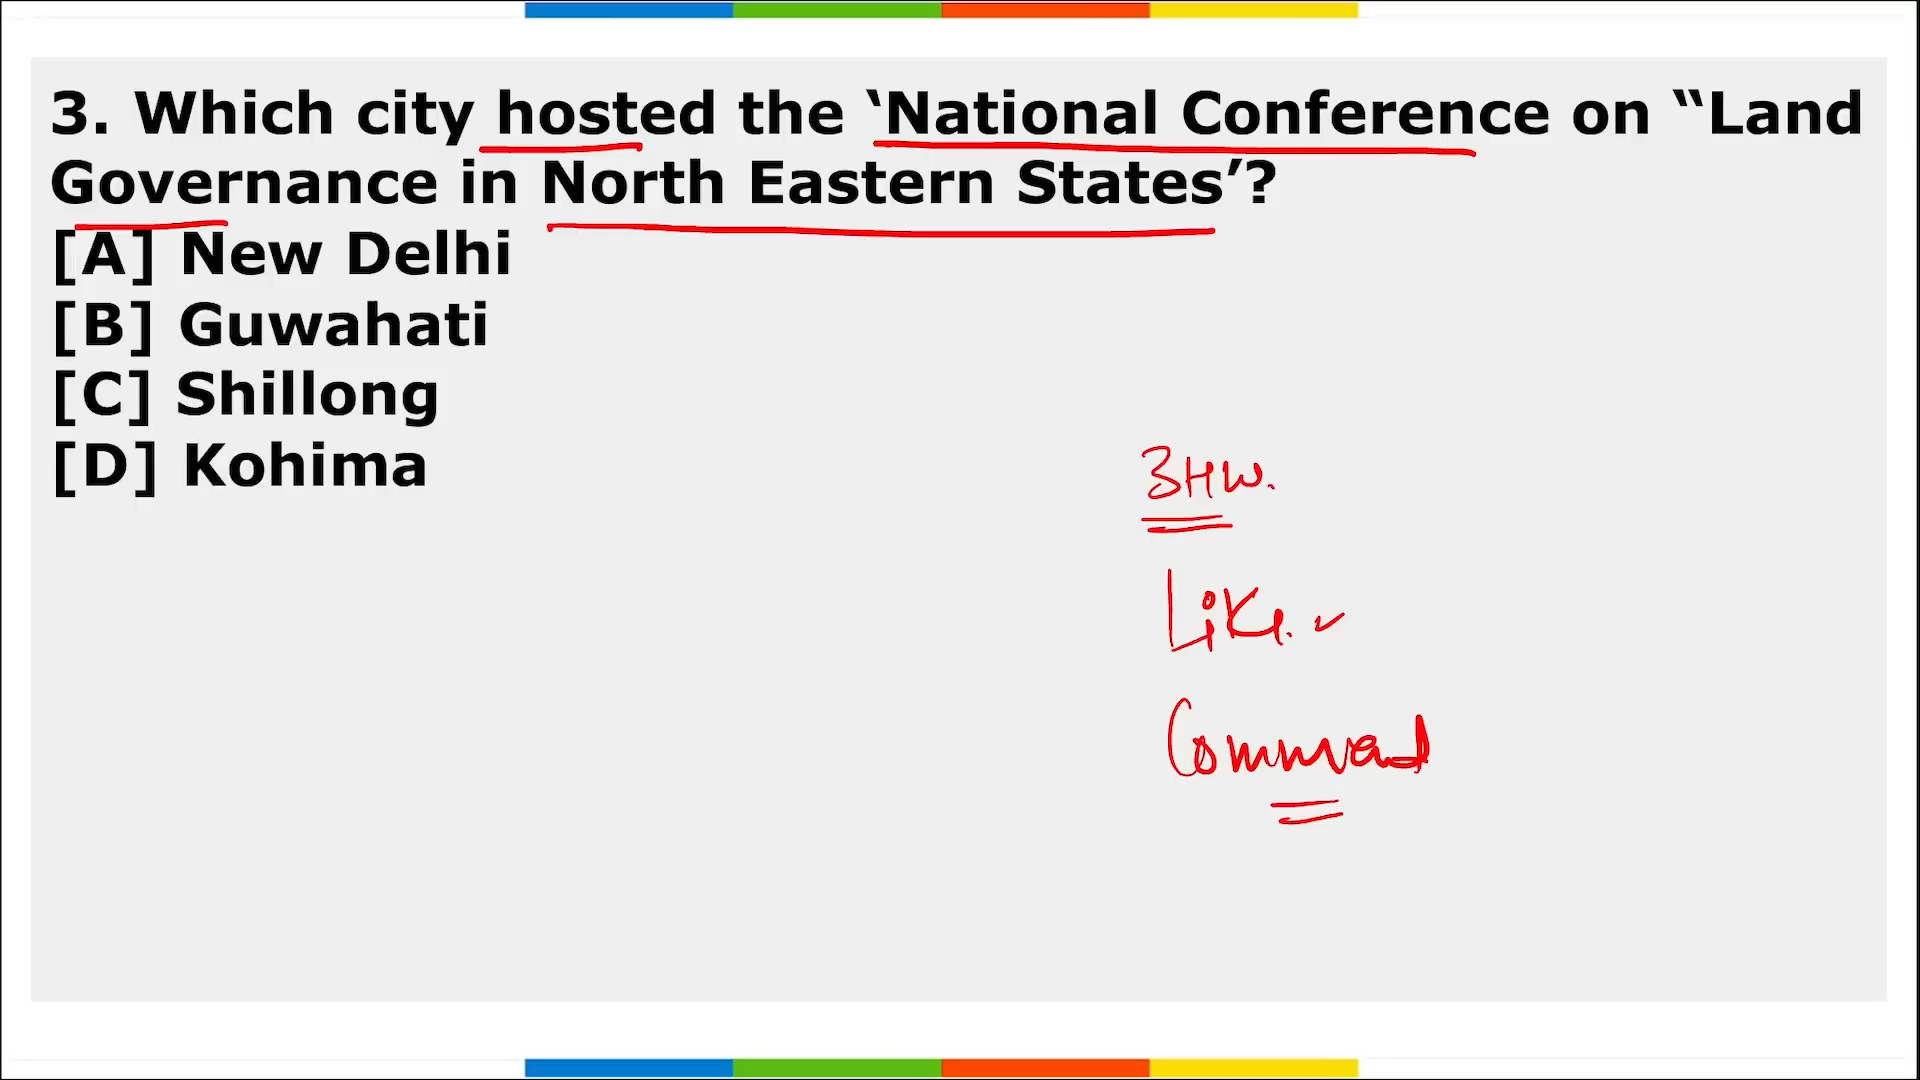 3. Which city hosted the ‘National Conference on “Land
Governance in North Eastern States’?
[A] New Delhi
[B] Guwahati
[C] Shillong
[D] Kohima
3HW.
Like.